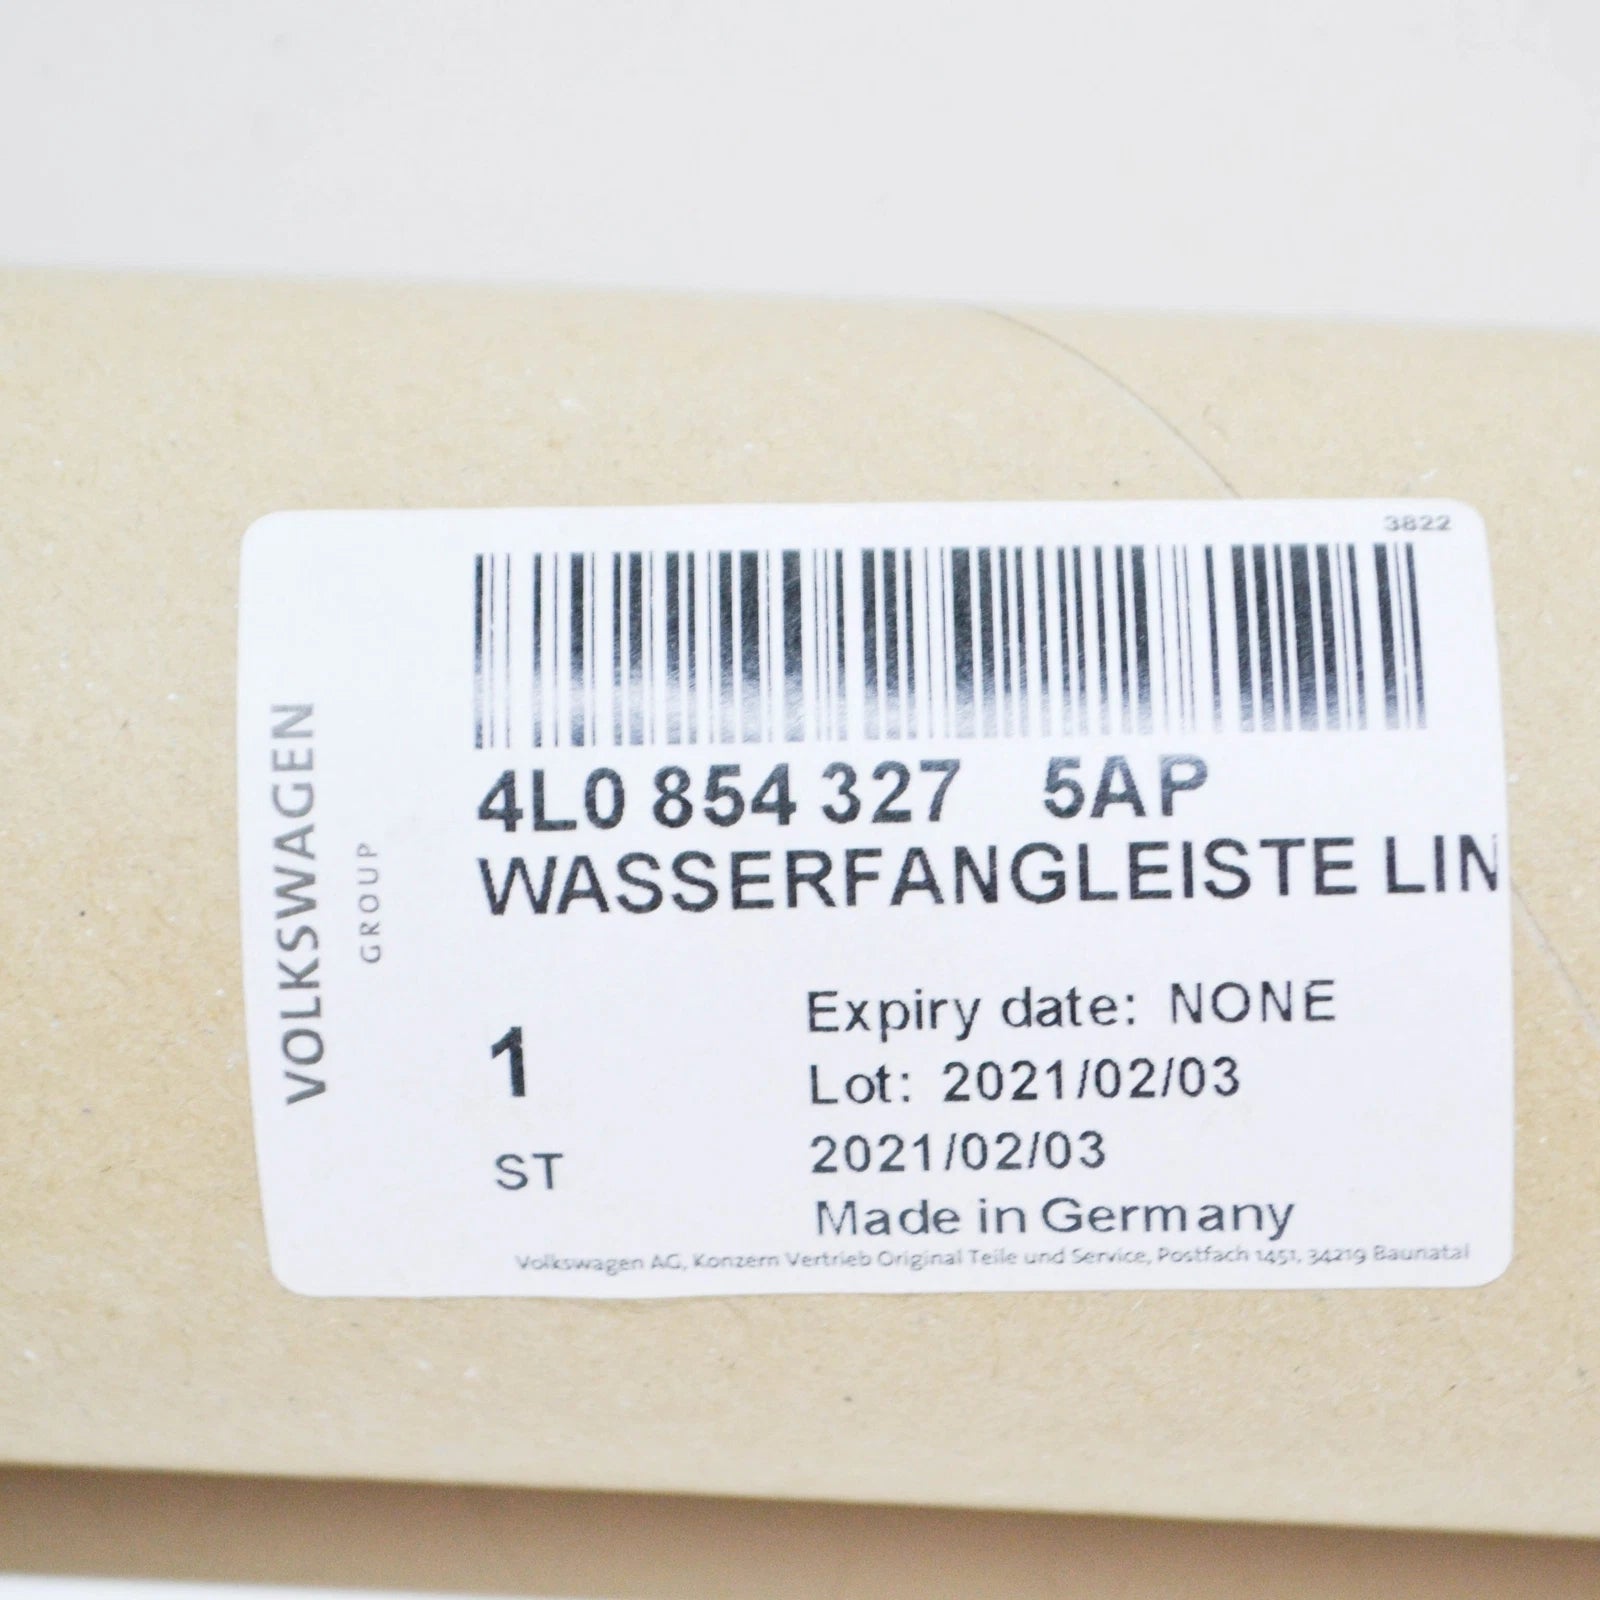 3822
4L0 854 327 5AP
WASSERFANGLEISTE LIN
VOLKSWAGEN
GROUP
1
ST
Expiry date: NONE
Lot: 2021/02/03
2021/02/03
Made in Germany
Volkswagen AG, Konzern Vertrieb Original Teile und Service, Postfach 1451, 34219 Baunatal